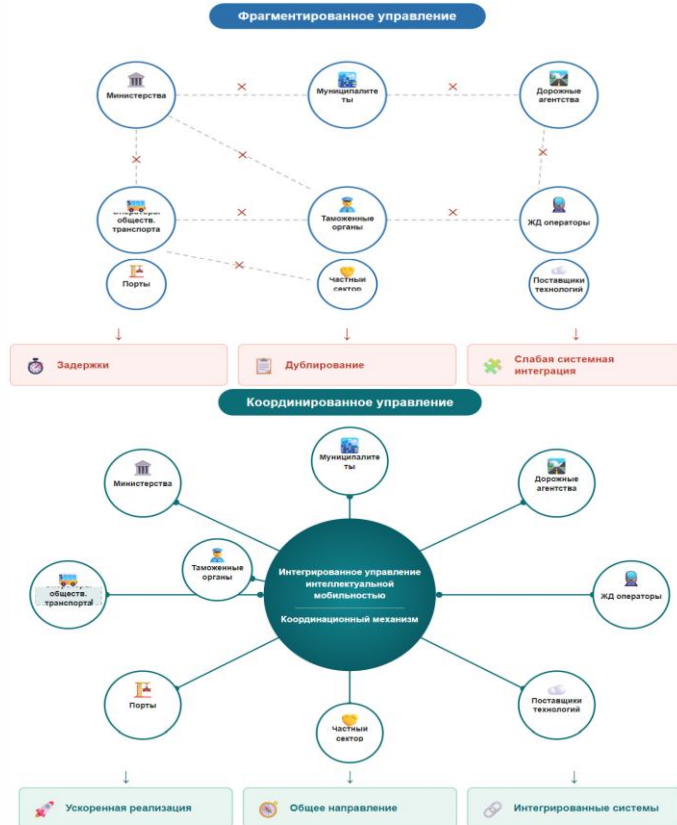 Фрагментированное управление
Министерства
Муниципалите
ты
Дорожные
агентства
обществ.
транспорта
Таможенные
органы
ЖД операторы
Порты
Частный
сектор
Поставщики
технологий
Задержки
Дублирование
Слабая системная
интеграция
Координированное управление
Муниципалите
ты
Министерства
Дорожные
агентства
Таможенные
органы
Интегрированное управление
интеллектуальной
мобильностью
Координационный механизм
обществ.
транспорта
ЖД операторы
Порты
Поставщики
технологий
Частный
сектор
Ускоренная реализация
Общее направление
Интегрированные системы